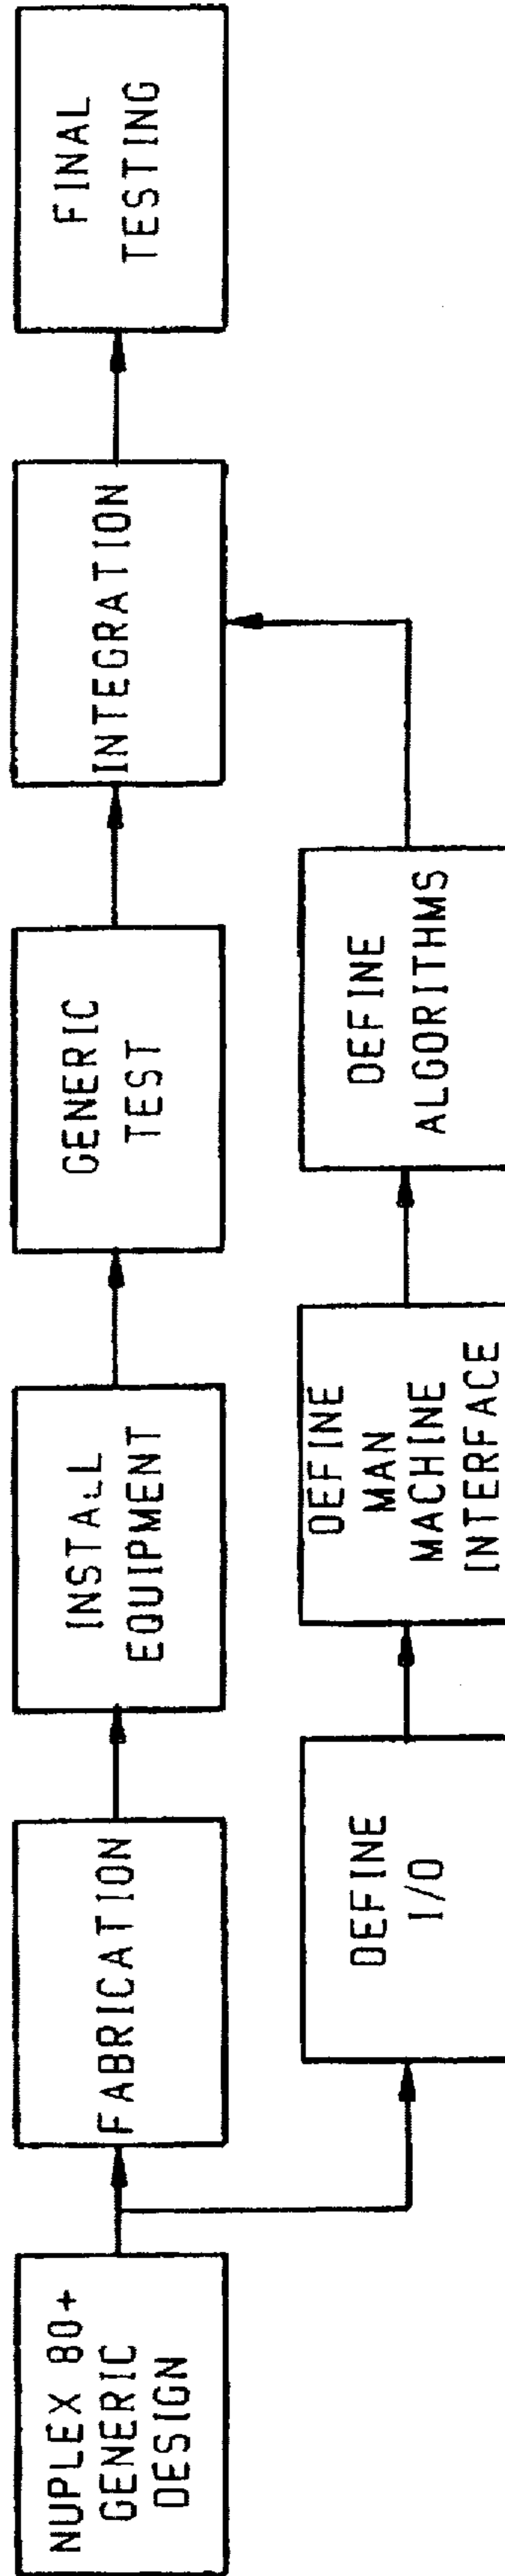 NUPLEX 80+
GENERIC
DESIGN
FABRICATION
INSTALL
EQUIPMENT
GENERIC
TEST
INTEGRATION
FINAL
TESTING
DEFINE
I/O
DEFINE
MAN
MACHINE
INTERFACE
DEFINE
ALGORITHMS